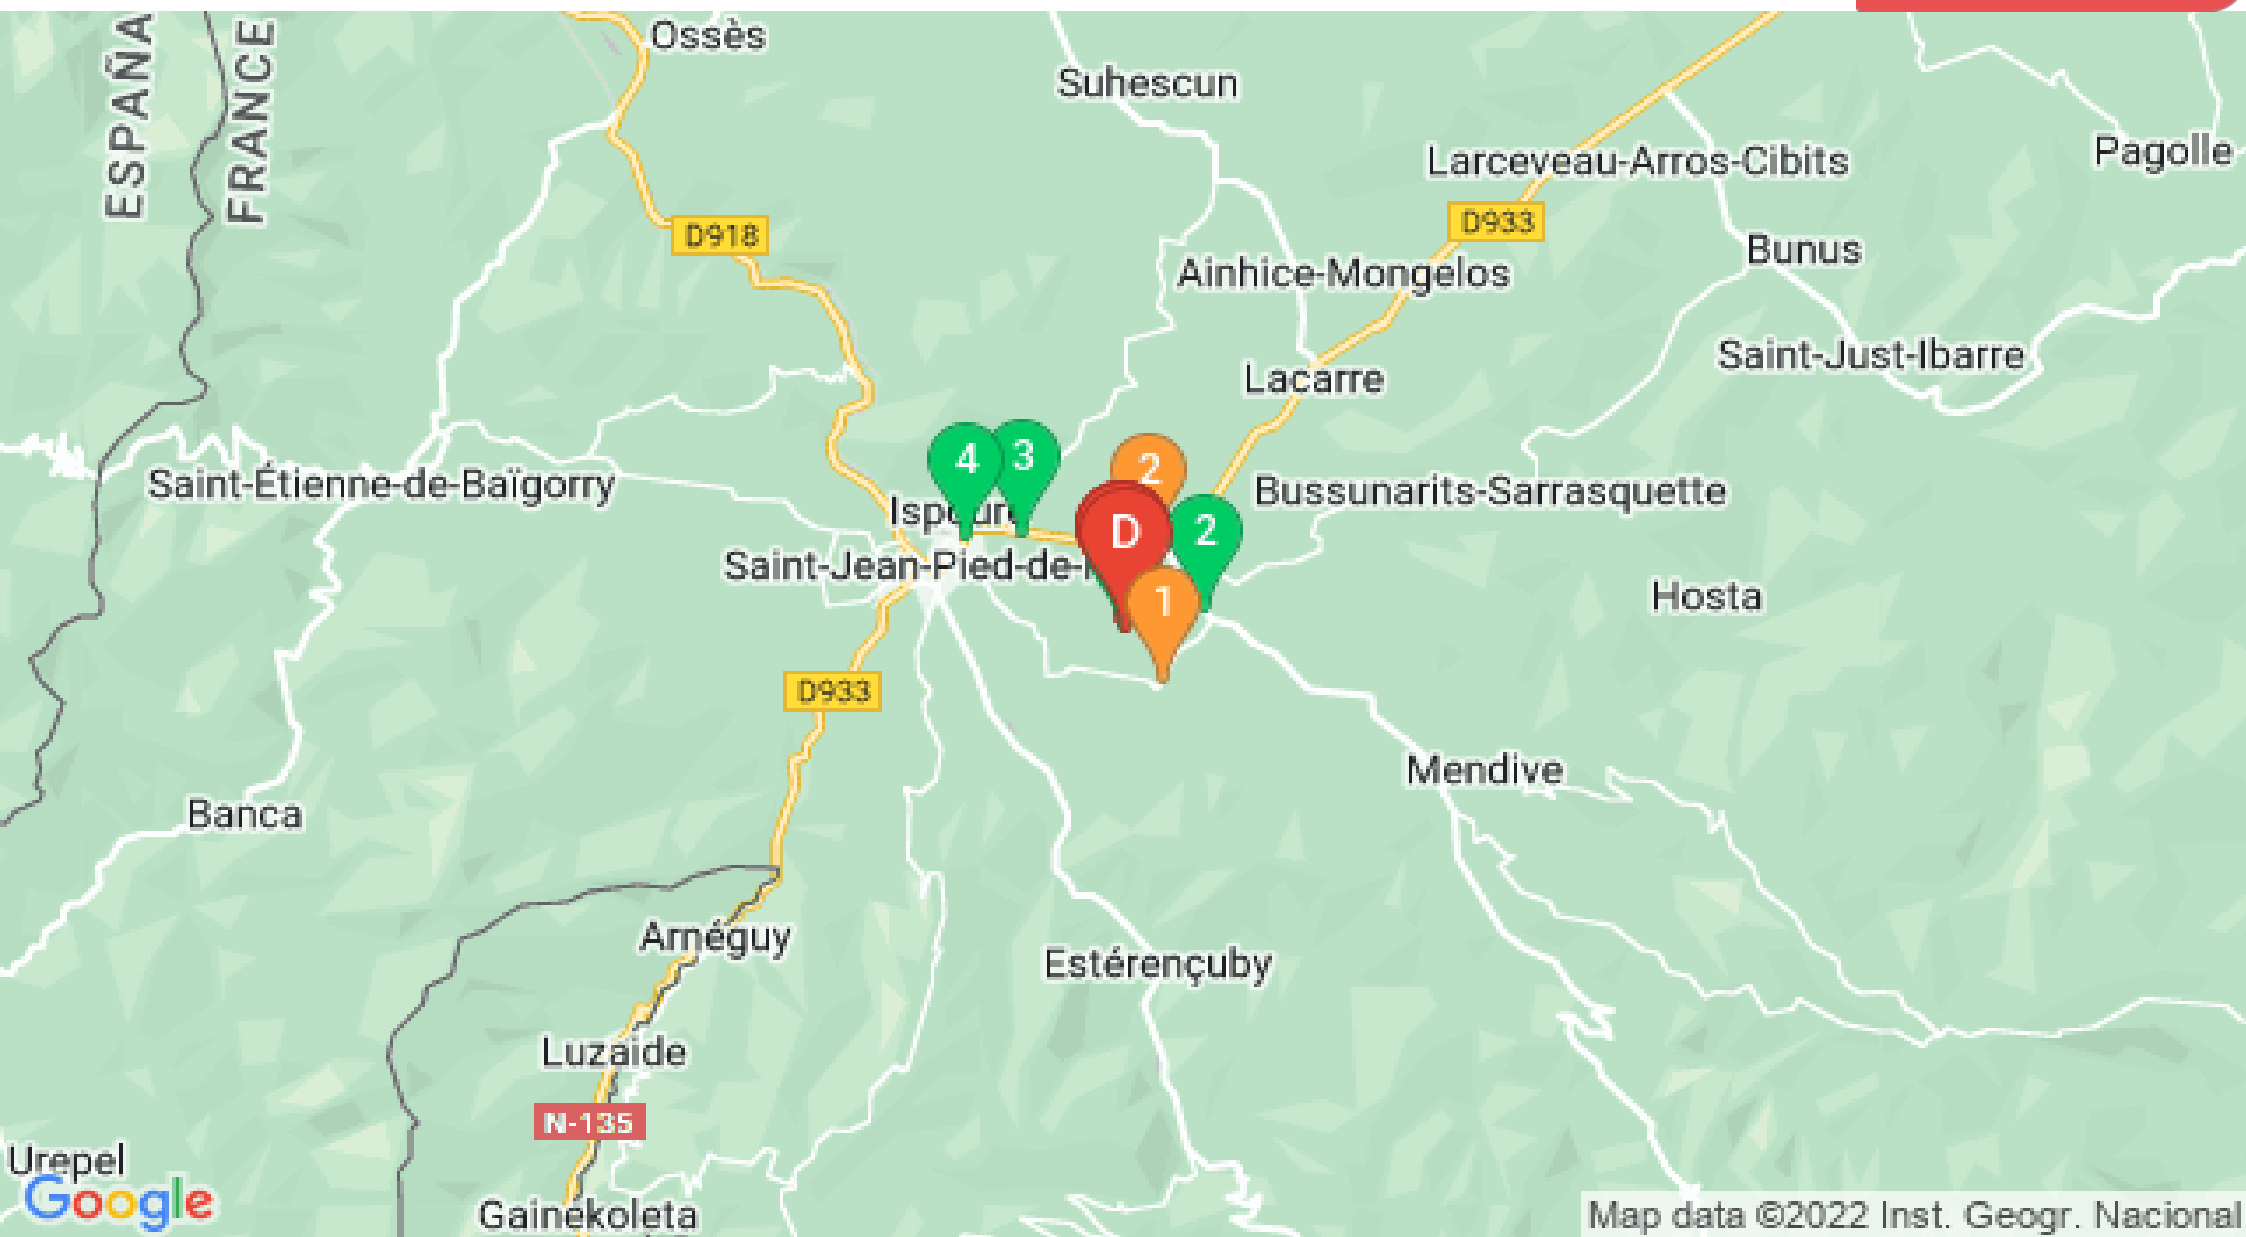 ESPAÑA
FRANCE
Ossès
Suhescun
Larceveau-Arros-Cibits
Pagolle
D918
D933
Bunus
Ainhice-Mongelos
Saint-Just-Ibarre
Lacarre
4
3
2
Saint-Étienne-de-Baïgorry
Bussunarits-Sarrasquette
D
2
Saint-Jean-Pied-de-
1
Hosta
D933
Mendive
Banca
Arnéguy
Estérençuby
Luzaide
N-135
Urepel
Google
Gainekoleta
Map data ©2022 Inst. Geogr. Nacional